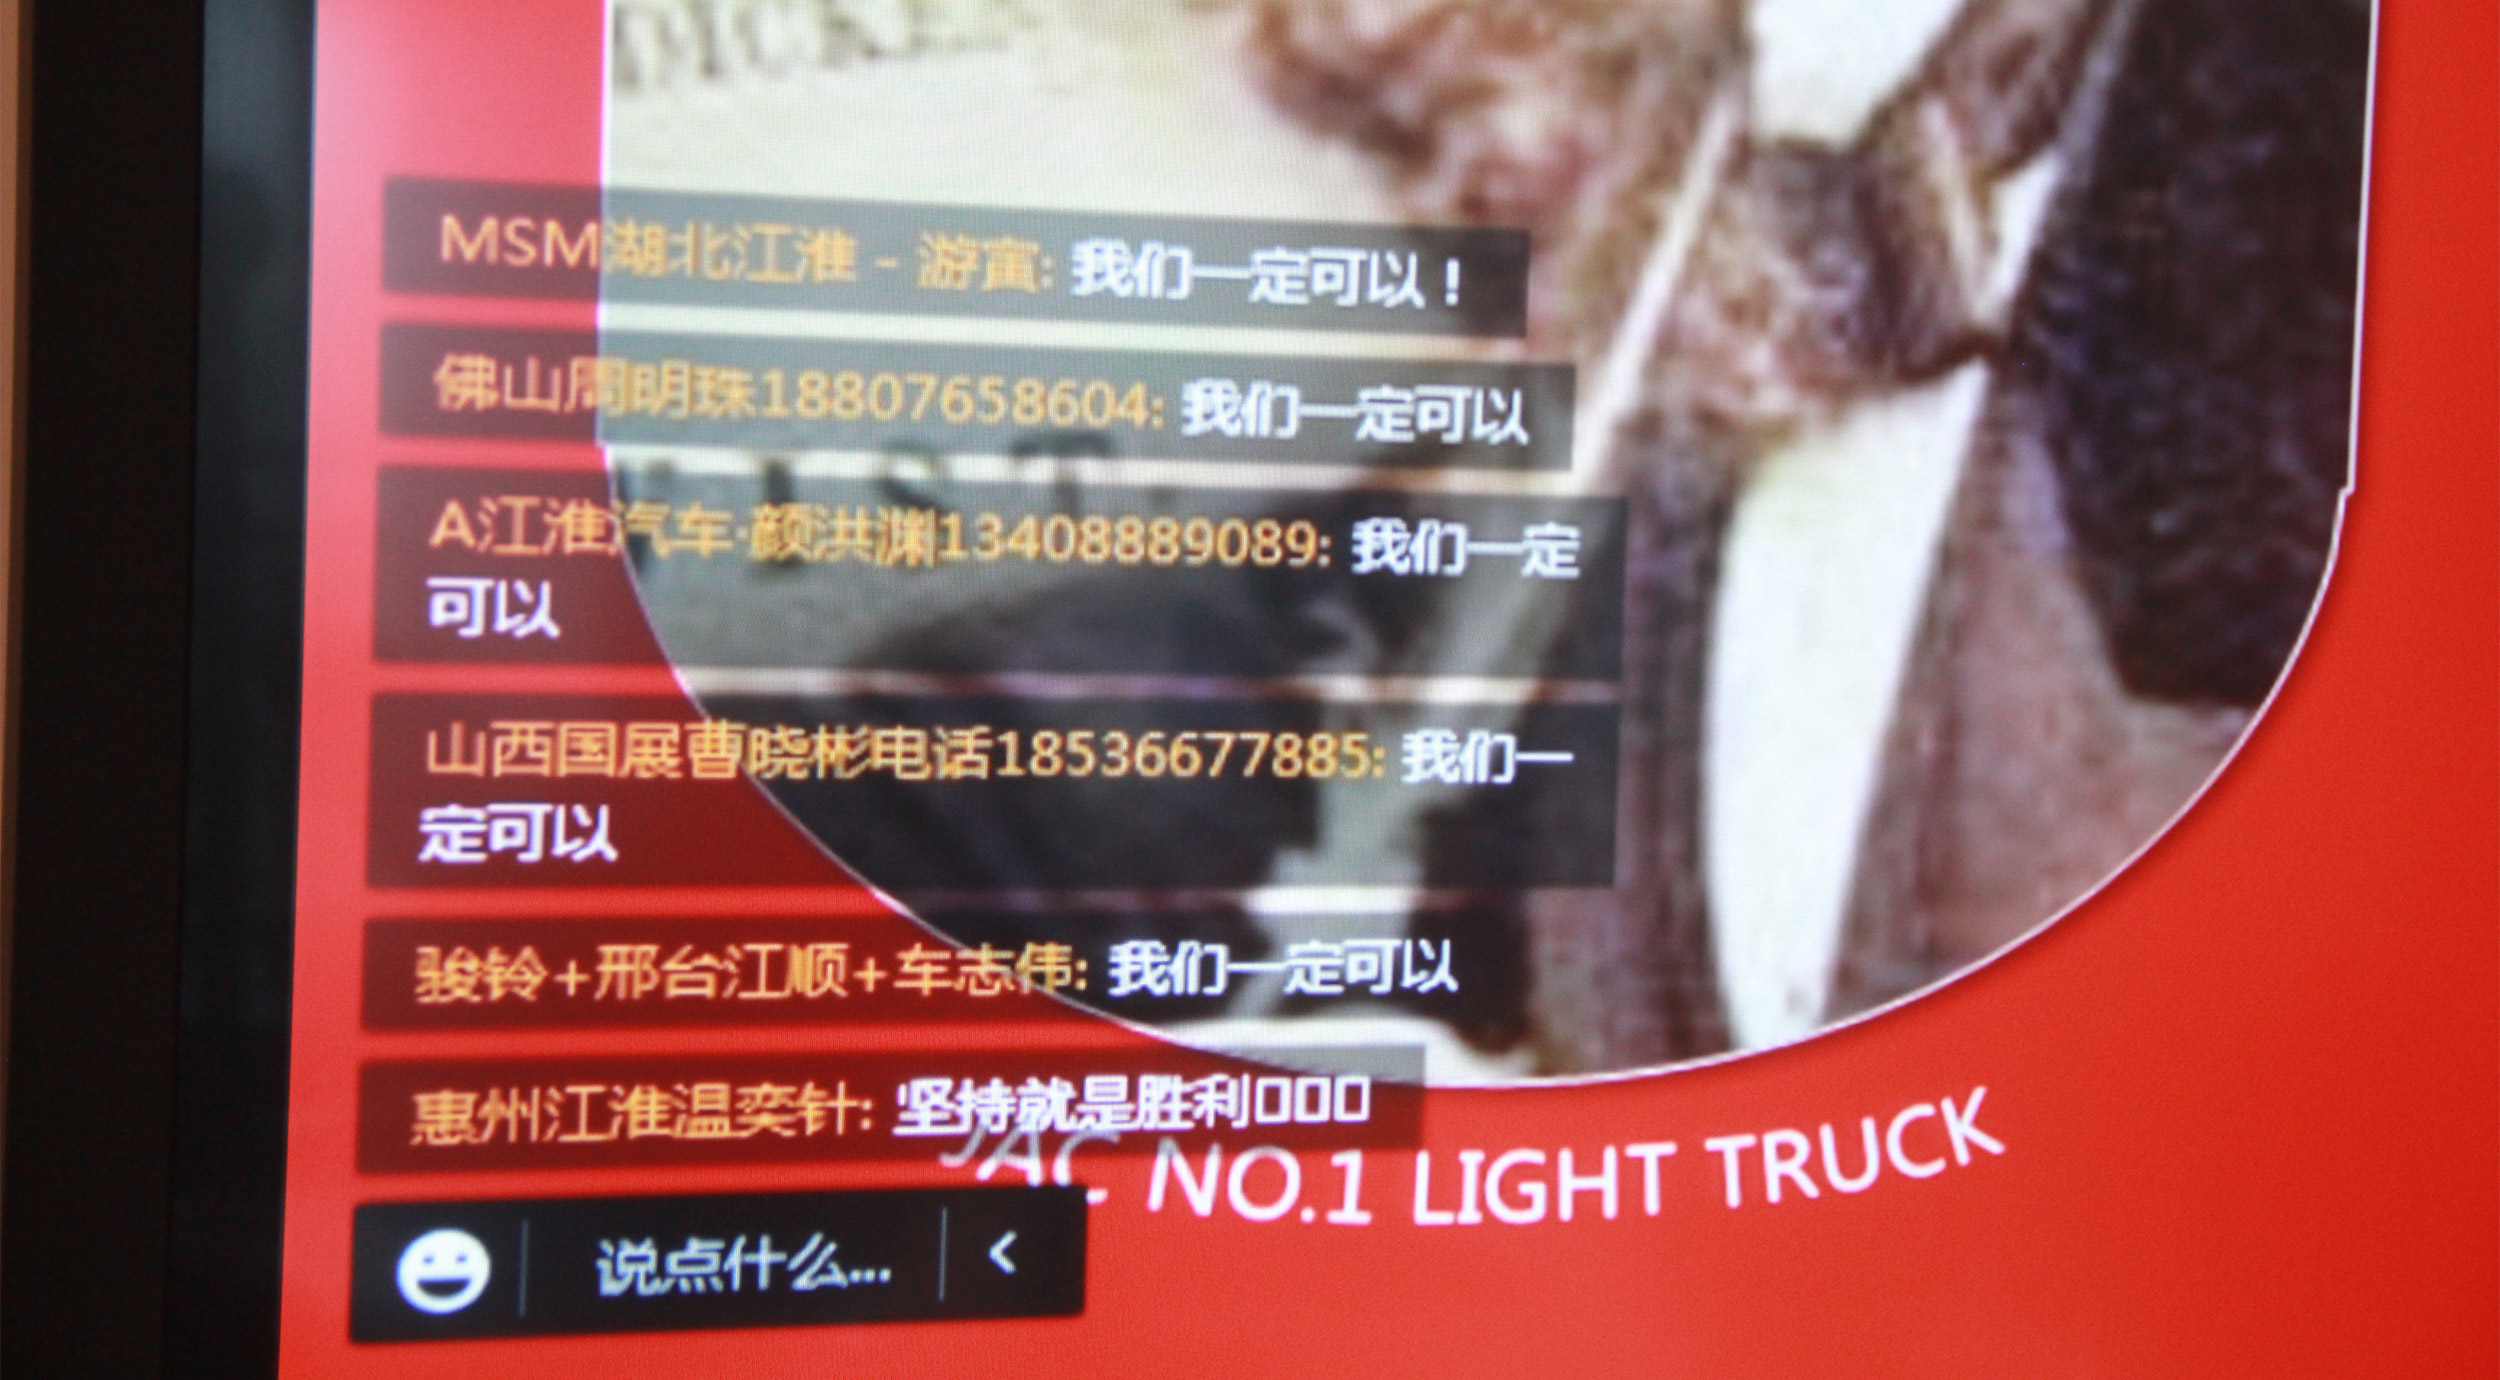 DICKE
MSM湖北江淮 - 游寅: 我们一定可以！
佛山周明珠18807658604: 我们一定可以
IST
A江淮汽车·颜洪渊13408889089: 我们一定
可以
山西国展曹晓彬电话18536677885: 我们一
定可以
骏铃+邢台江顺+车志伟: 我们一定可以
惠州江淮温奕针: 坚持就是胜利□□□
JAC NO.1 LIGHT TRUCK
说点什么...